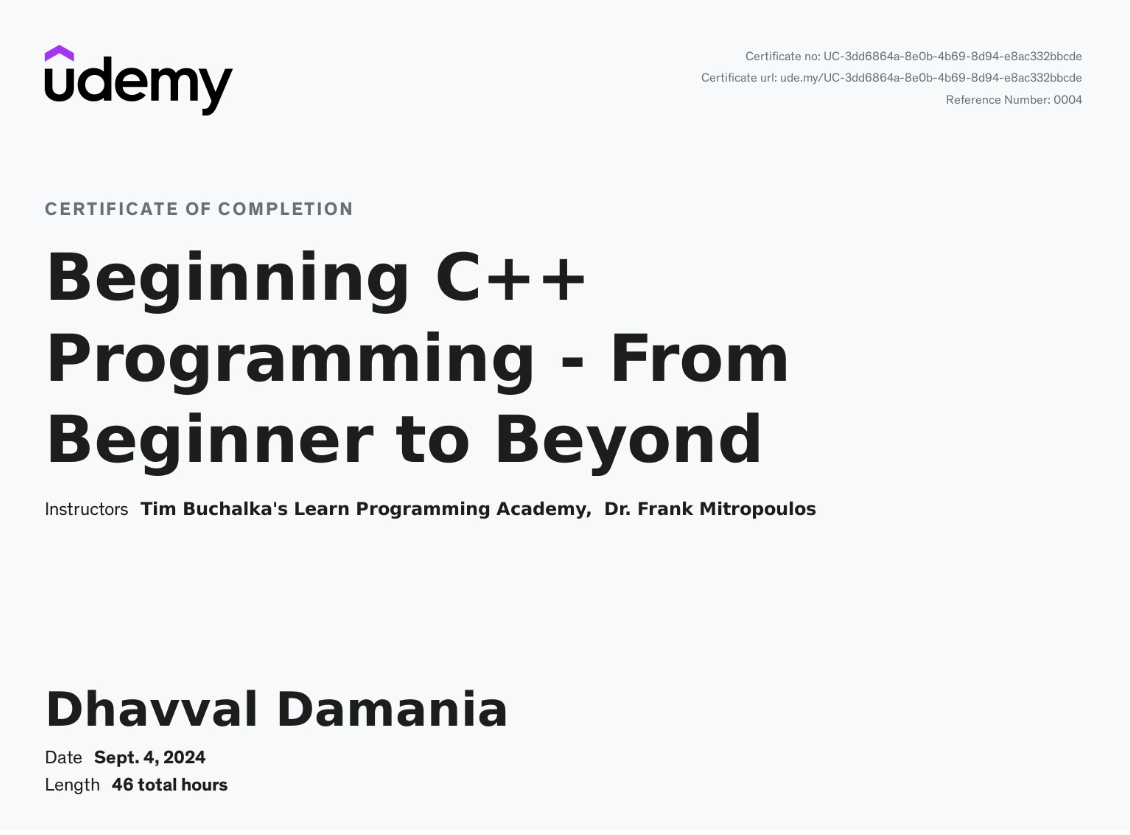 udemy
Certificate no: UC-3dd6864a-8e0b-4b69-8d94-e8ac332bbcde
Certificate url: ude.my/UC-3dd6864a-8e0b-4b69-8d94-e8ac332bbcde
Reference Number: 0004
CERTIFICATE OF COMPLETION
Beginning C++
Programming - From
Beginner to Beyond
Instructors Tim Buchalka's Learn Programming Academy, Dr. Frank Mitropoulos
Dhavval Damania
Date Sept. 4, 2024
Length 46 total hours